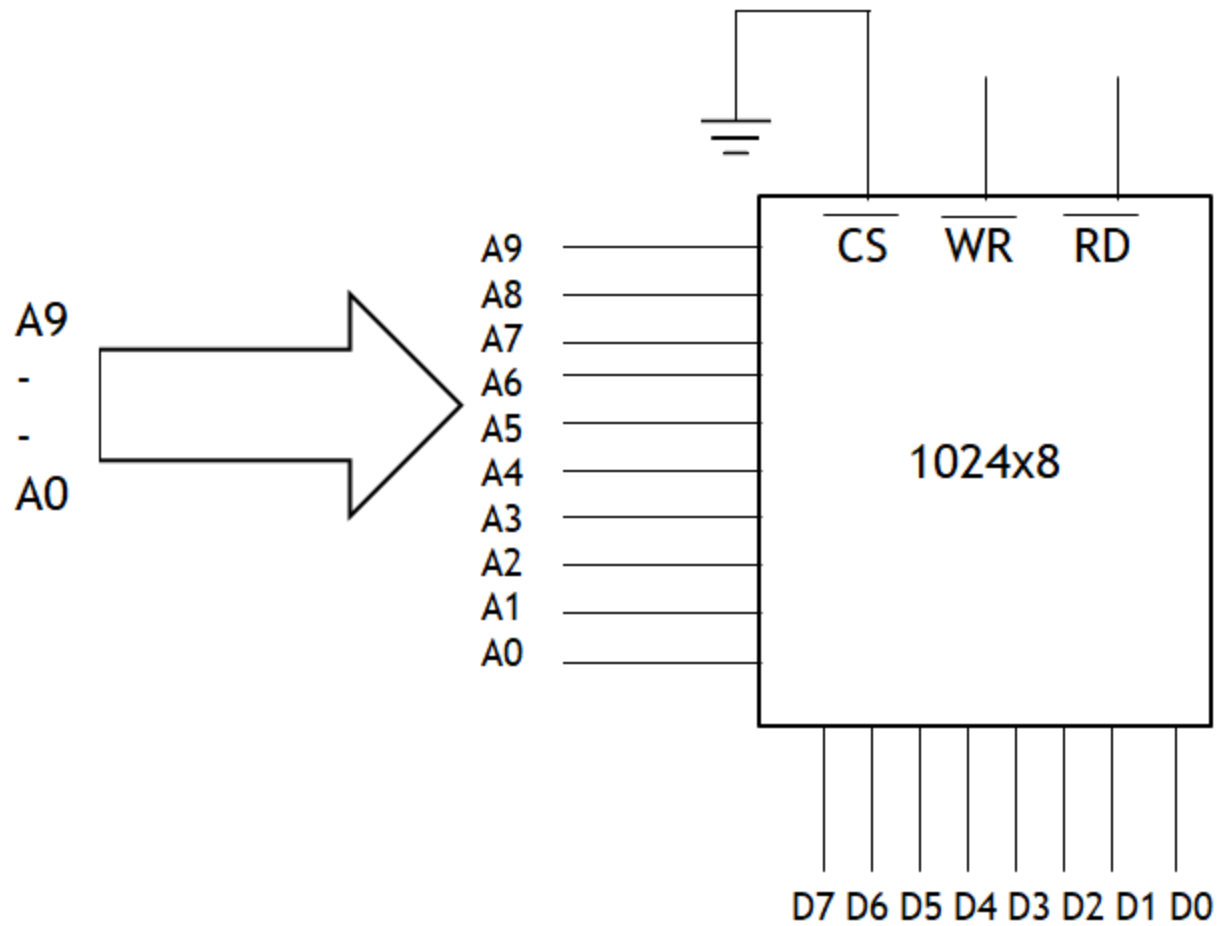 A9
-
-
A0
A9
A8
A7
A6
A5
A4
A3
A2
A1
A0
CS WR RD
1024x8
D7 D6 D5 D4 D3 D2 D1 D0